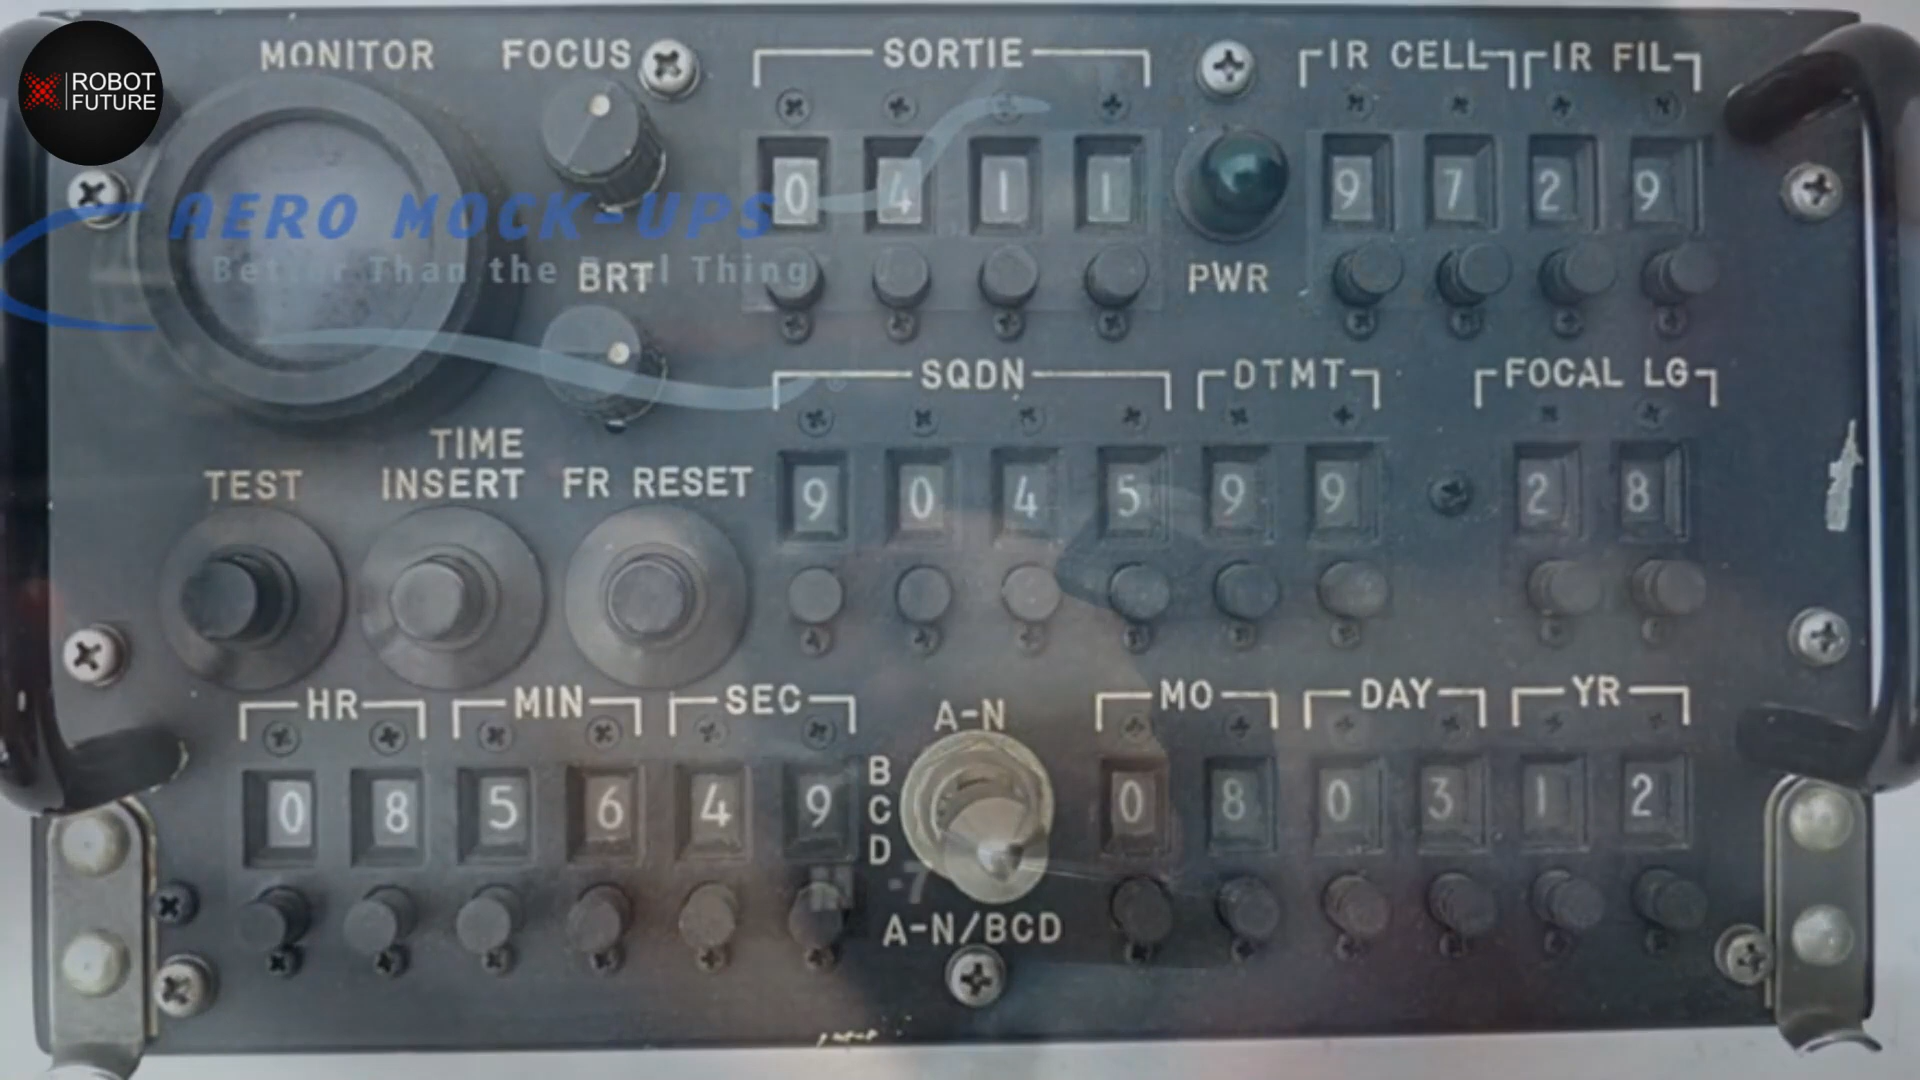 MONITOR FOCUS SORTIE IR CELL IR FIL
ROBOT
FUTURE
0 4 1 1 9 7 2 9
AERO MOCK-UPS
Better Than the Real Thing
BRT PWR
SQDN DTMT FOCAL LG
TIME
TEST INSERT FR RESET
9 0 4 5 9 9 2 8
HR MIN SEC A-N MO DAY YR
B
C
D
0 8 5 6 4 9 0 8 0 3 1 2
-7
A-N/BCD